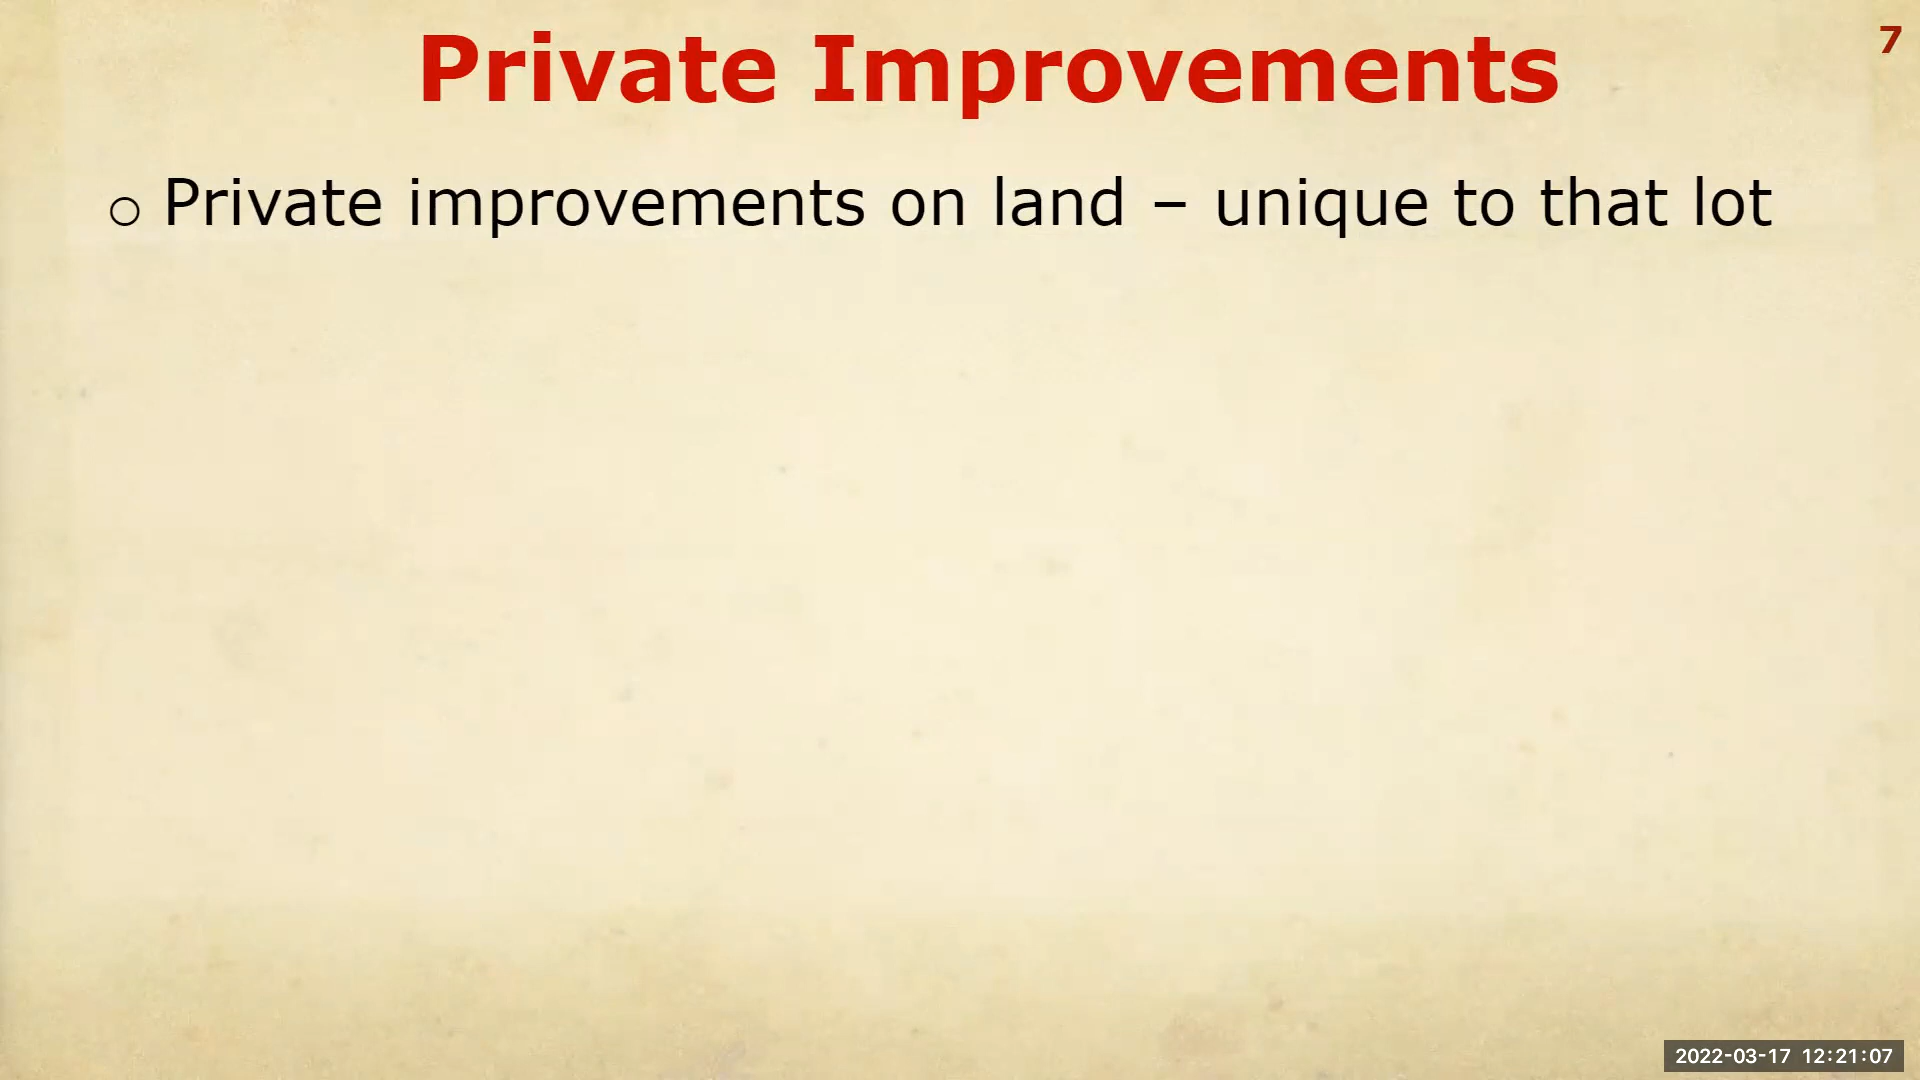 Private Improvements
7
○ Private improvements on land – unique to that lot
2022-03-17 12:21:07